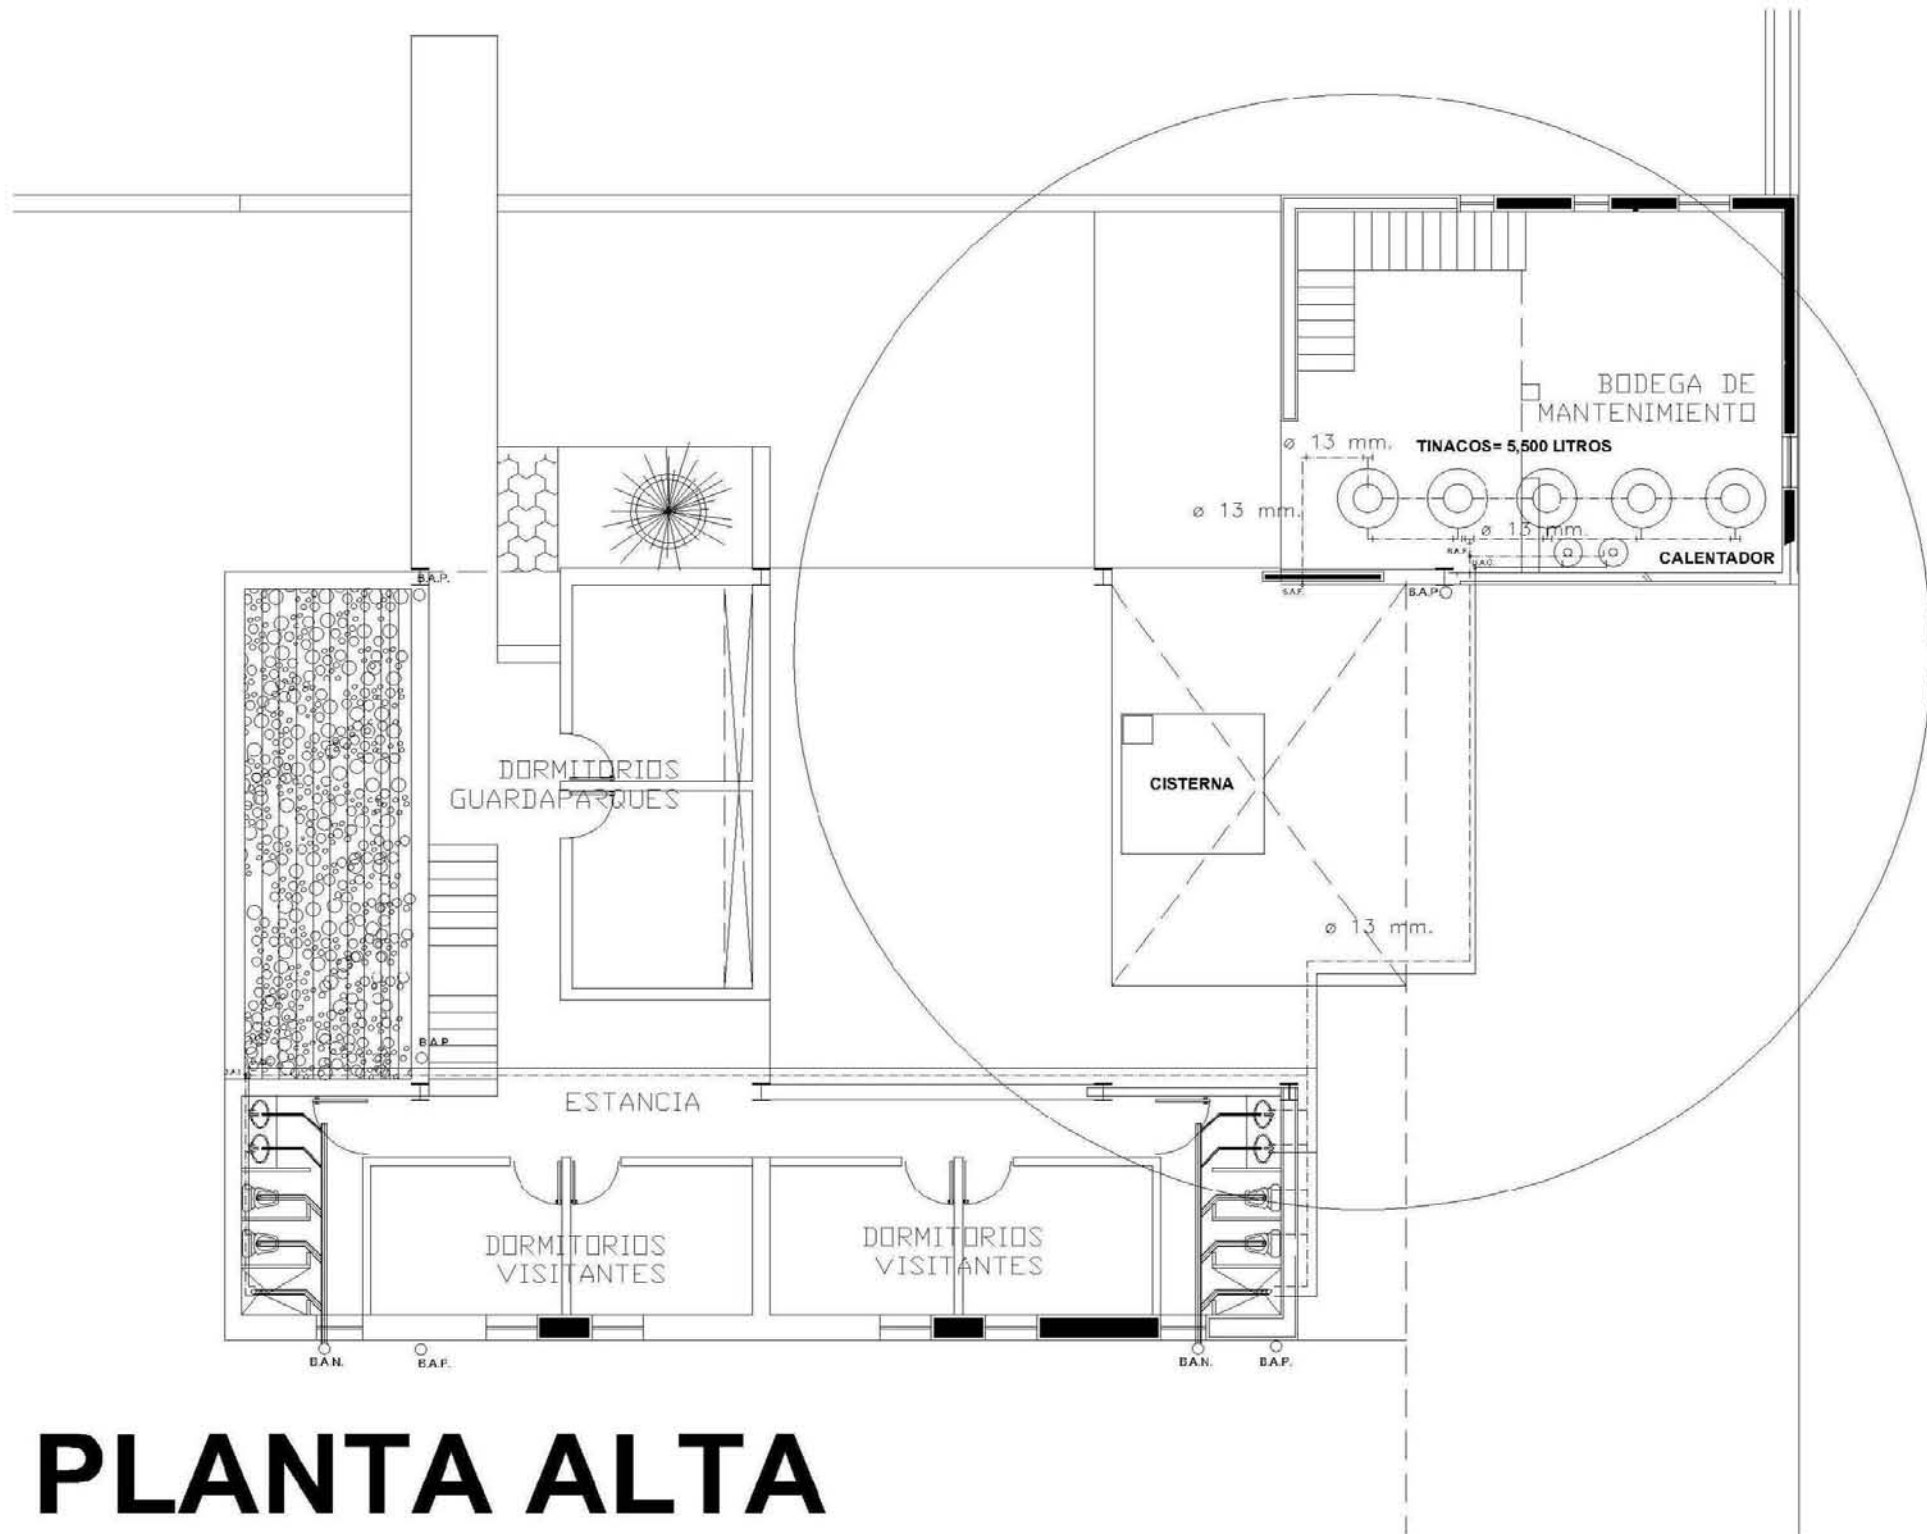 BODEGA DE
MANTENIMIENTO
ø 13 mm.
TINACOS= 5,500 LITROS
ø 13 mm.
ø 13 mm.
B.A.F.
CALENTADOR
B.A.P.
S.A.F.
B.A.P.
CISTERNA
DORMITORIOS
GUARDAPARQUES
ø 13 mm.
B.A.P.
ESTANCIA
DORMITORIOS
VISITANTES
DORMITORIOS
VISITANTES
B.A.N.
B.A.P.
B.A.N.
B.A.P.
PLANTA ALTA